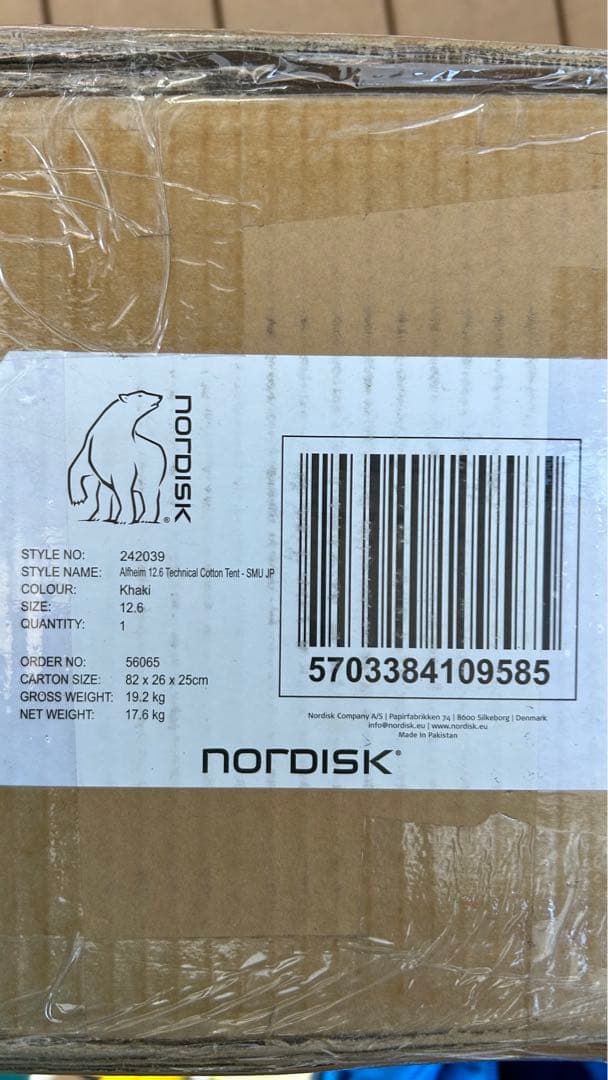 nordisk
STYLE NO: 242039
STYLE NAME: Alfheim 12.6 Technical Cotton Tent - SMU JP
COLOUR: Khaki
SIZE: 12.6
QUANTITY: 1
ORDER NO: 56065
CARTON SIZE: 82 x 26 x 25cm
GROSS WEIGHT: 19.2 kg
NET WEIGHT: 17.6 kg
5703384109585
Nordisk Company A/S | Papirfabrikken 74 | 8600 Silkeborg | Denmark
info@nordisk.eu | www.nordisk.eu
Made in Pakistan
nordisk®